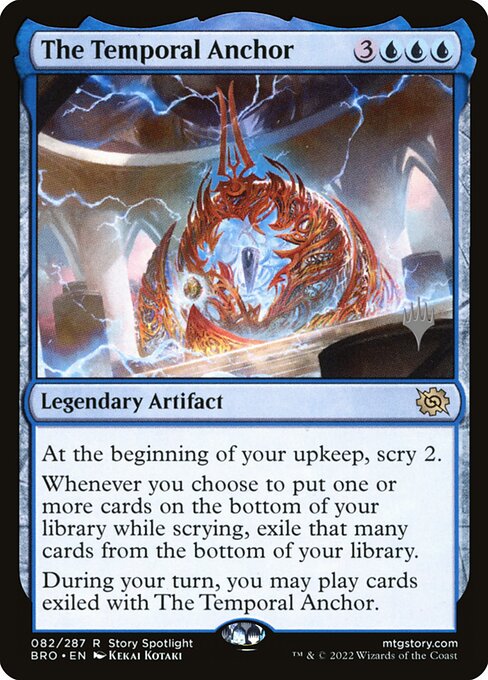 The Temporal Anchor 3
Legendary Artifact
At the beginning of your upkeep, scry 2.
Whenever you choose to put one or
more cards on the bottom of your
library while scrying, exile that many
cards from the bottom of your library.
During your turn, you may play cards
exiled with The Temporal Anchor.
082/287 R Story Spotlight mtgstory.com
BRO • EN Kekai Kotaki ™ & © 2022 Wizards of the Coast